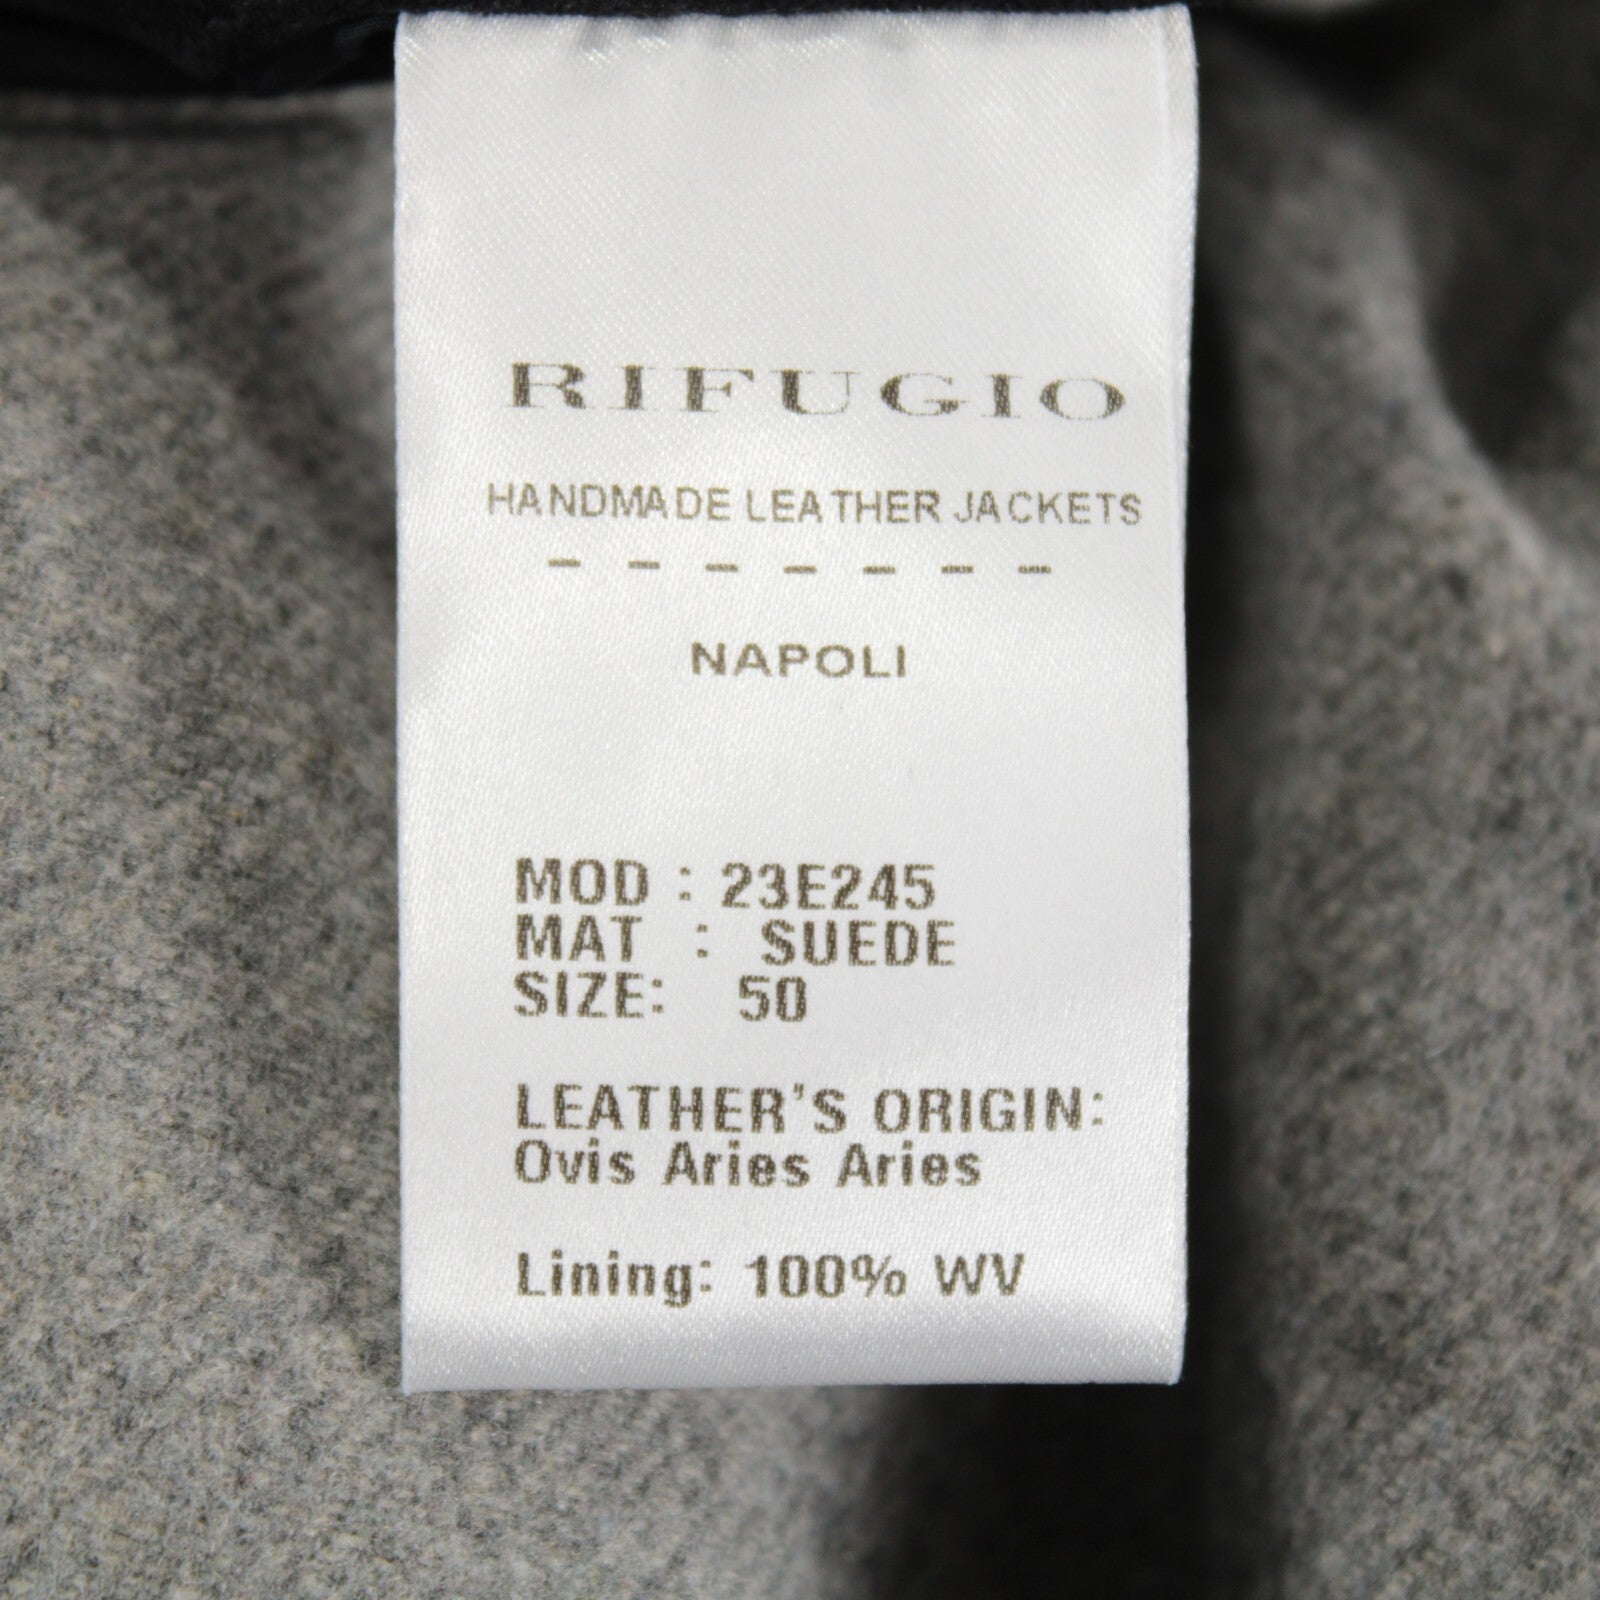 RIFUGIO
HANDMADE LEATHER JACKETS
- - - - - - -
NAPOLI
MOD : 23E245
MAT : SUEDE
SIZE: 50
LEATHER'S ORIGIN:
Ovis Aries Aries
Lining: 100% WV